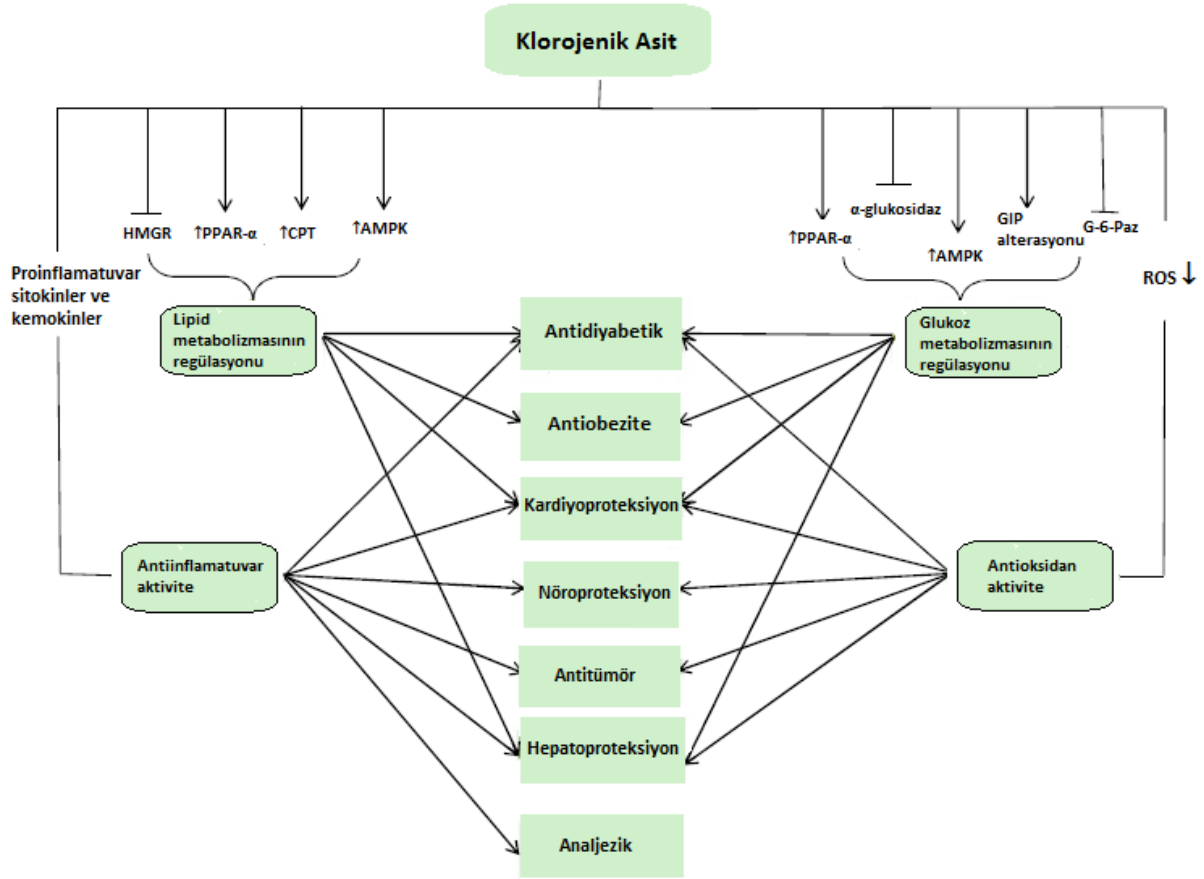 Klorojenik Asit
HMGR
↑PPAR-α
↑CPT
↑AMPK
↑PPAR-α
α-glukosidaz
↑AMPK
GIP
alterasyonu
G-6-Paz
Proinflamatuvar
sitokinler ve
kemokinler
ROS ↓
Lipid
metabolizmasının
regülasyonu
Antidiyabetik
Glukoz
metabolizmasının
regülasyonu
Antiobezite
Kardiyoproteksiyon
Antiinflamatuvar
aktivite
Nöroproteksiyon
Antioksidan
aktivite
Antitümör
Hepatoproteksiyon
Analjezik